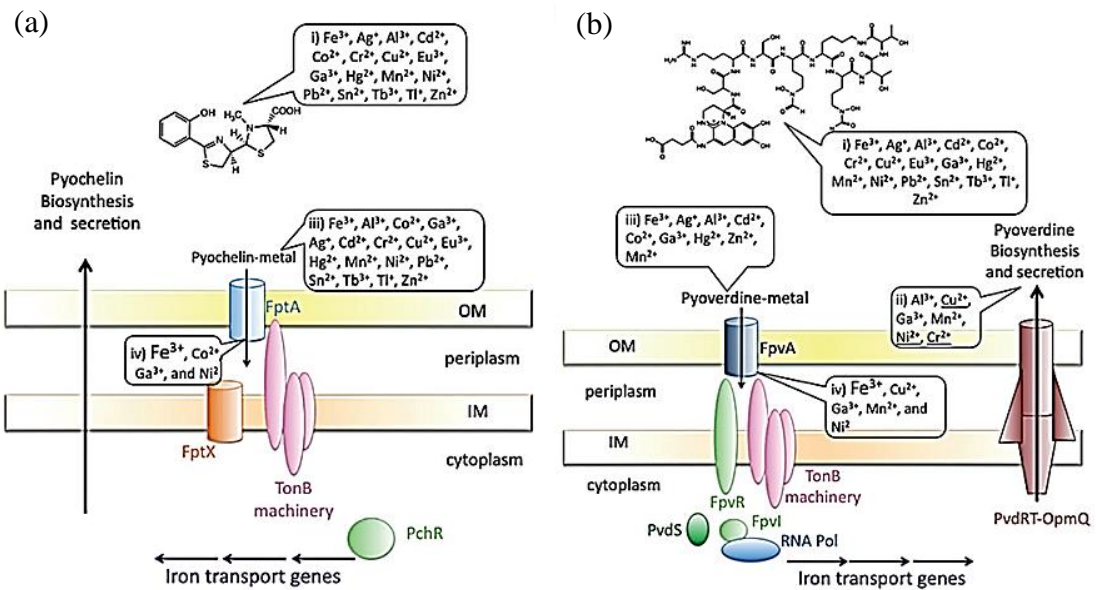 (a)
i) Fe³⁺, Ag⁺, Al³⁺, Cd²⁺,
Co²⁺, Cr²⁺, Cu²⁺, Eu³⁺,
Ga³⁺, Hg²⁺, Mn²⁺, Ni²⁺,
Pb²⁺, Sn²⁺, Tb³⁺, Tl⁺, Zn²⁺
OH
H₃C
COOH
N
N
H
H
H
S
S
Pyochelin
Biosynthesis
and secretion
iii) Fe³⁺, Al³⁺, Co²⁺, Ga³⁺,
Ag⁺, Cd²⁺, Cr²⁺, Cu²⁺, Eu³⁺,
Hg²⁺, Mn²⁺, Ni²⁺, Pb²⁺,
Sn²⁺, Tb³⁺, Tl⁺, Zn²⁺
Pyochelin-metal
FptA
OM
iv) Fe³⁺, Co²⁺,
Ga³⁺, and Ni²
periplasm
IM
FptX
cytoplasm
TonB
machinery
PchR
Iron transport genes
(b)
i) Fe³⁺, Ag⁺, Al³⁺, Cd²⁺, Co²⁺,
Cr²⁺, Cu²⁺, Eu³⁺, Ga³⁺, Hg²⁺,
Mn²⁺, Ni²⁺, Pb²⁺, Sn²⁺, Tb³⁺, Tl⁺,
Zn²⁺
iii) Fe³⁺, Ag⁺, Al³⁺, Cd²⁺,
Co²⁺, Ga³⁺, Hg²⁺, Zn²⁺,
Mn²⁺
Pyoverdine
Biosynthesis
and secretion
Pyoverdine-metal
ii) Al³⁺, Cu²⁺,
Ga³⁺, Mn²⁺,
Ni²⁺, Cr²⁺
OM
FpvA
periplasm
iv) Fe³⁺, Cu²⁺,
Ga³⁺, Mn²⁺, and
Ni²
IM
cytoplasm
FpvR
TonB
machinery
PvdS
FpvI
RNA Pol
PvdRT-OpmQ
Iron transport genes